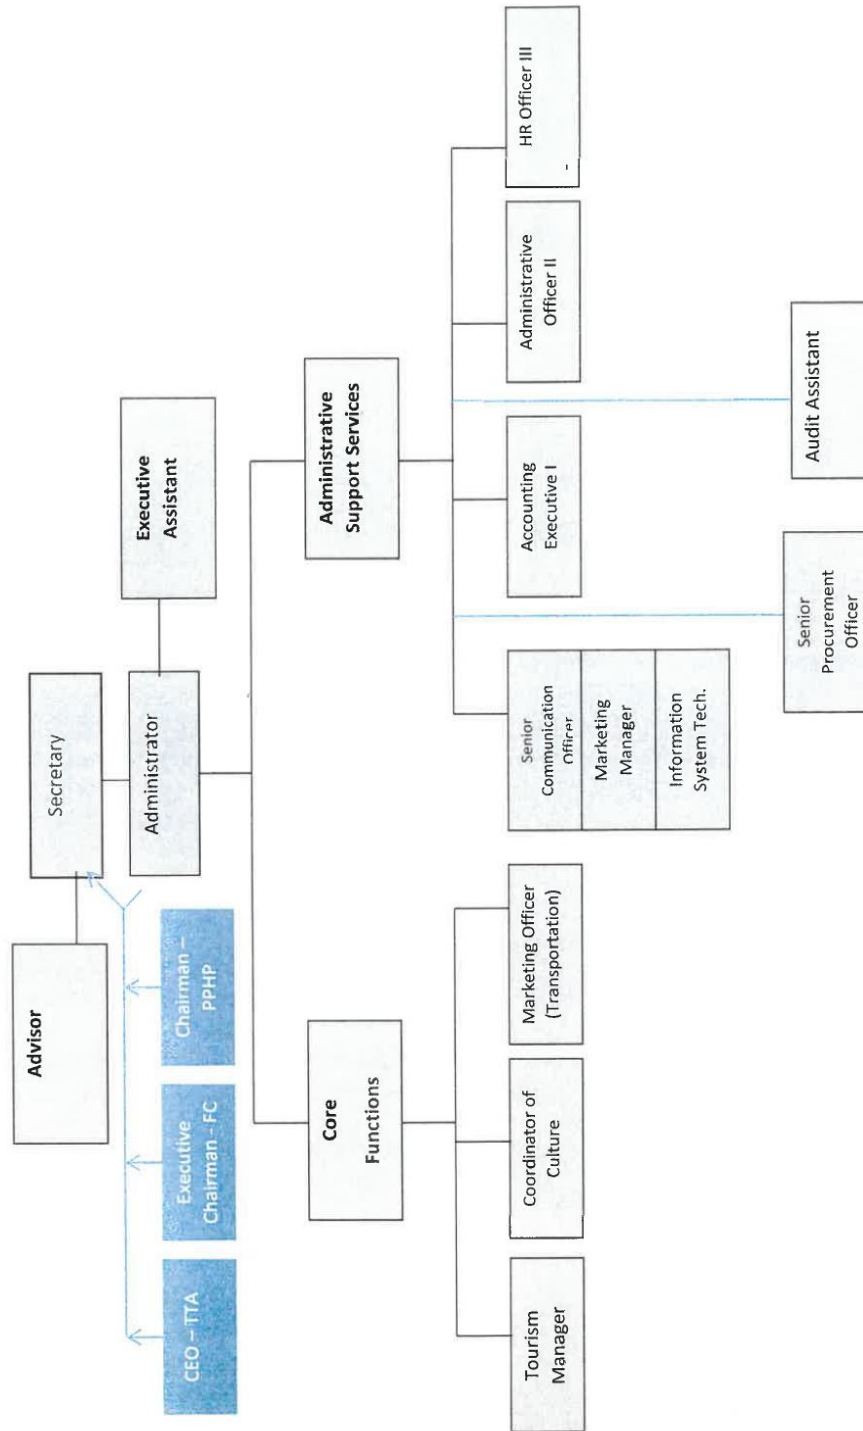 Advisor
Secretary
CEO – TTA
Executive
Chairman - FC
Chairman –
PPHP
Administrator
Executive
Assistant
Core
Functions
Administrative
Support Services
Tourism
Manager
Coordinator of
Culture
Marketing Officer
(Transportation)
Senior
Communication
Officer
Marketing
Manager
Information
System Tech.
Accounting
Executive I
Administrative
Officer II
HR Officer III
-
Senior
Procurement
Officer
Audit Assistant